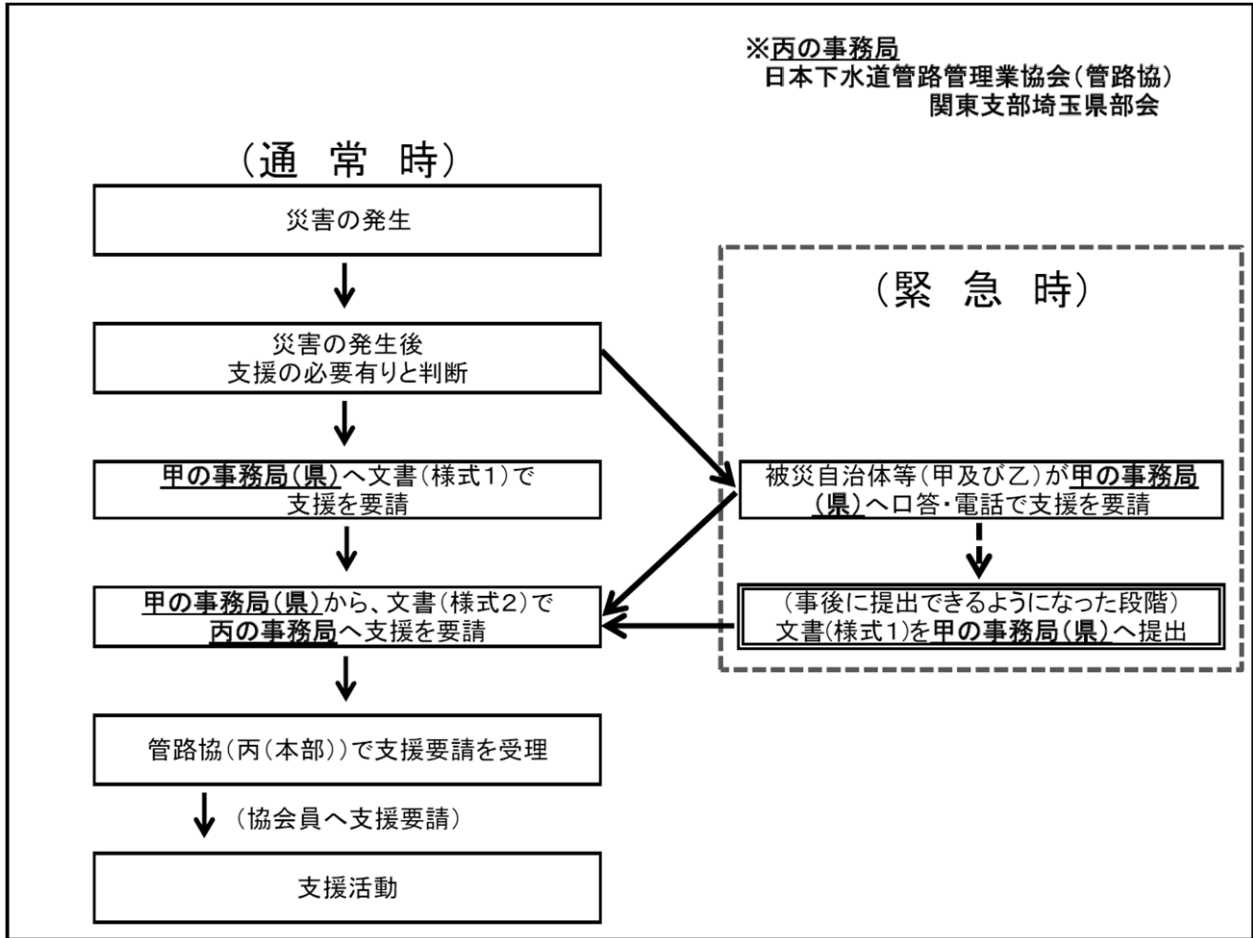 ※丙の事務局
日本下水道管路管理業協会(管路協)
関東支部埼玉県部会
(通 常 時)
災害の発生
災害の発生後
支援の必要有りと判断
甲の事務局(県)へ文書(様式1)で
支援を要請
甲の事務局(県)から、文書(様式2)で
丙の事務局へ支援を要請
管路協(丙(本部))で支援要請を受理
(協会員へ支援要請)
支援活動
(緊 急 時)
被災自治体等(甲及び乙)が甲の事務局
(県)へ口答・電話で支援を要請
(事後に提出できるようになった段階)
文書(様式1)を甲の事務局(県)へ提出